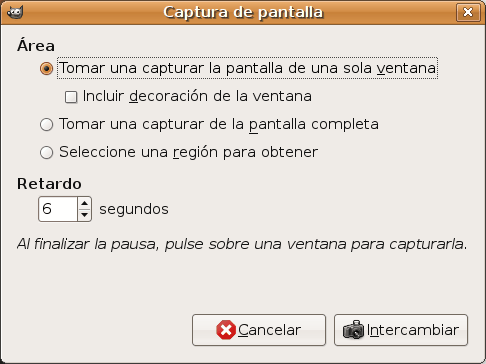 Captura de pantalla
Área
Tomar una capturar la pantalla de una sola ventana
Incluir decoración de la ventana
Tomar una capturar de la pantalla completa
Seleccione una región para obtener
Retardo
6 segundos
Al finalizar la pausa, pulse sobre una ventana para capturarla.
Cancelar Intercambiar